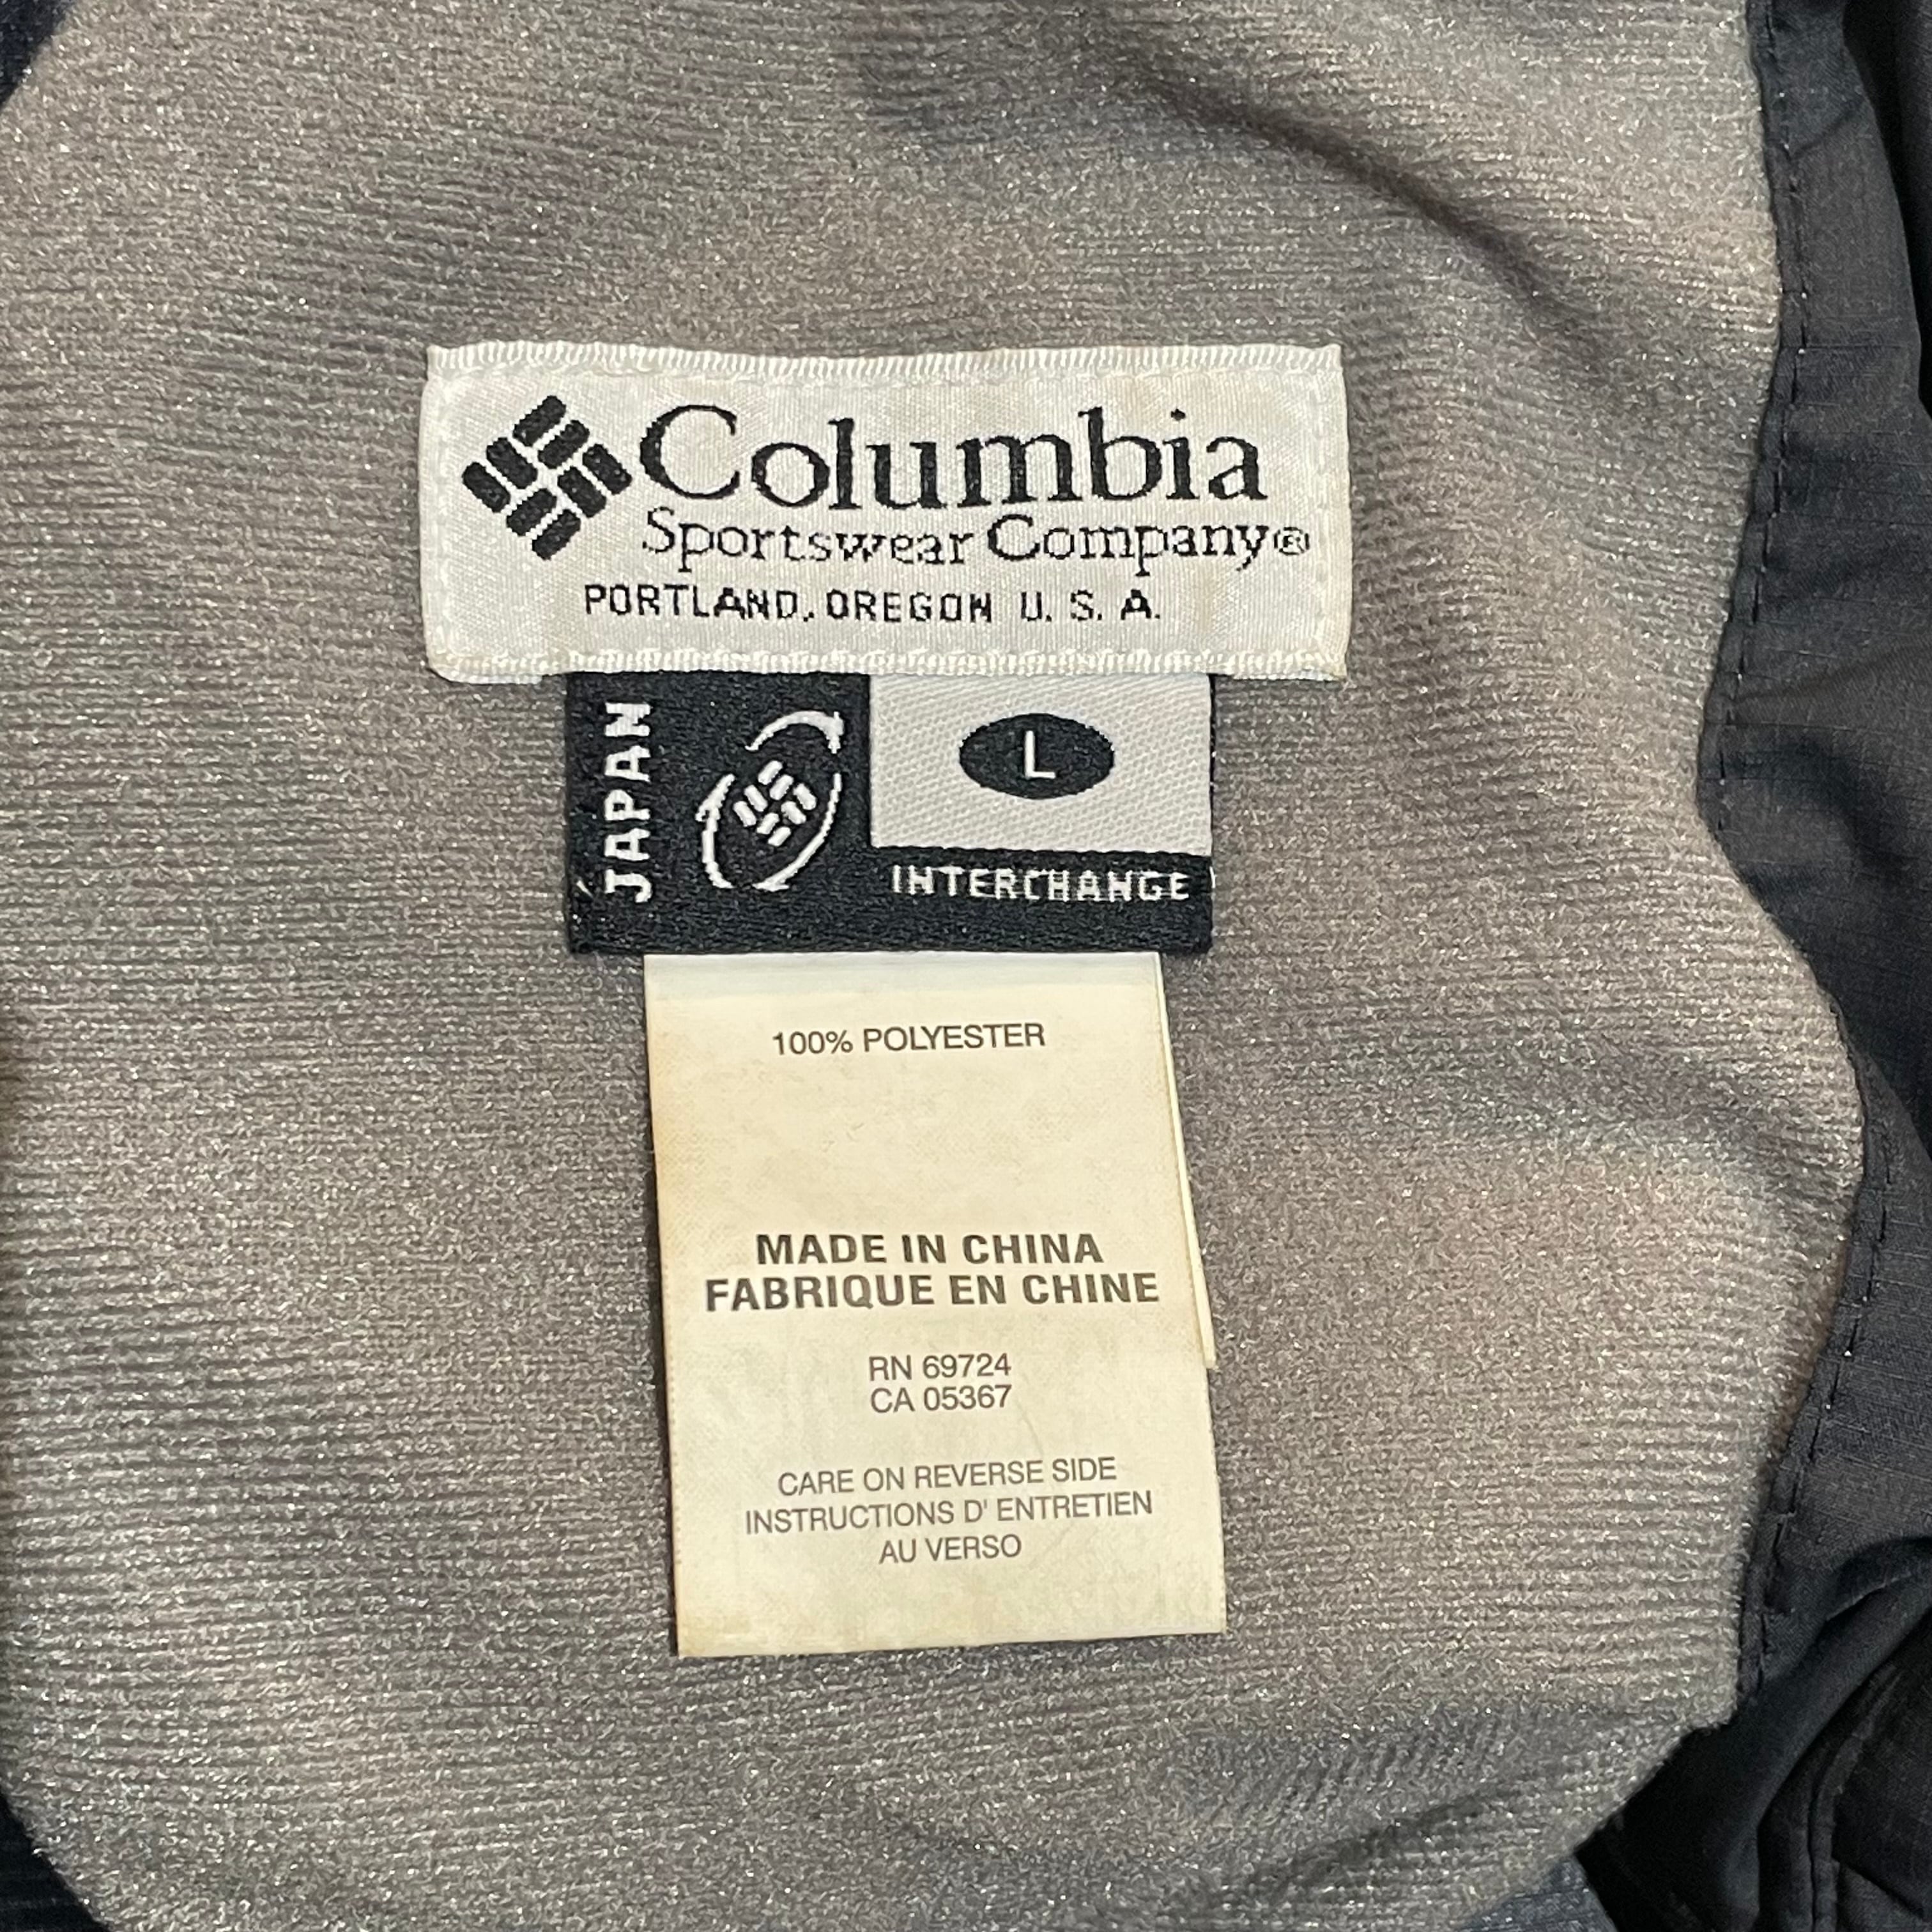 Columbia
Sportswear Company®
PORTLAND, OREGON U.S.A.
JAPAN
L
INTERCHANGE
100% POLYESTER
MADE IN CHINA
FABRIQUE EN CHINE
RN 69724
CA 05367
CARE ON REVERSE SIDE
INSTRUCTIONS D' ENTRETIEN
AU VERSO